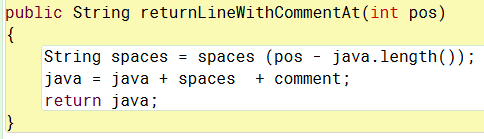 public String returnLineWithCommentAt(int pos)
{
String spaces = spaces (pos - java.length());
java = java + spaces  + comment;
return java;
}